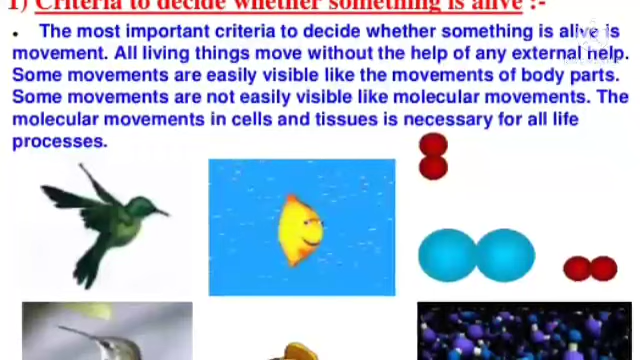 1) Criteria to decide whether something is alive :-
• The most important criteria to decide whether something is alive is
movement. All living things move without the help of any external help.
Some movements are easily visible like the movements of body parts.
Some movements are not easily visible like molecular movements. The
molecular movements in cells and tissues is necessary for all life
processes.